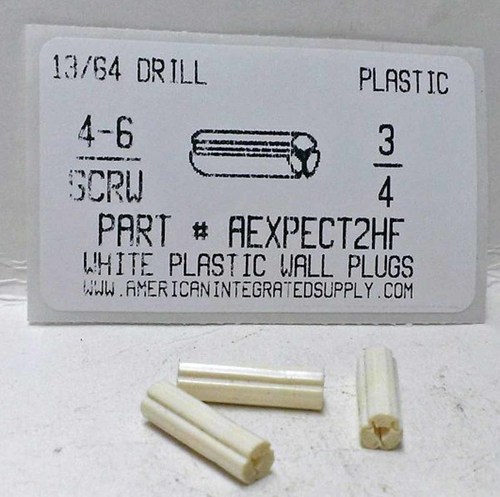 13/64 DRILL
PLASTIC
4-6
SCRW
3
4
PART # AEXPECT2HF
WHITE PLASTIC WALL PLUGS
WWW.AMERICANINTEGRATEDSUPPLY.COM